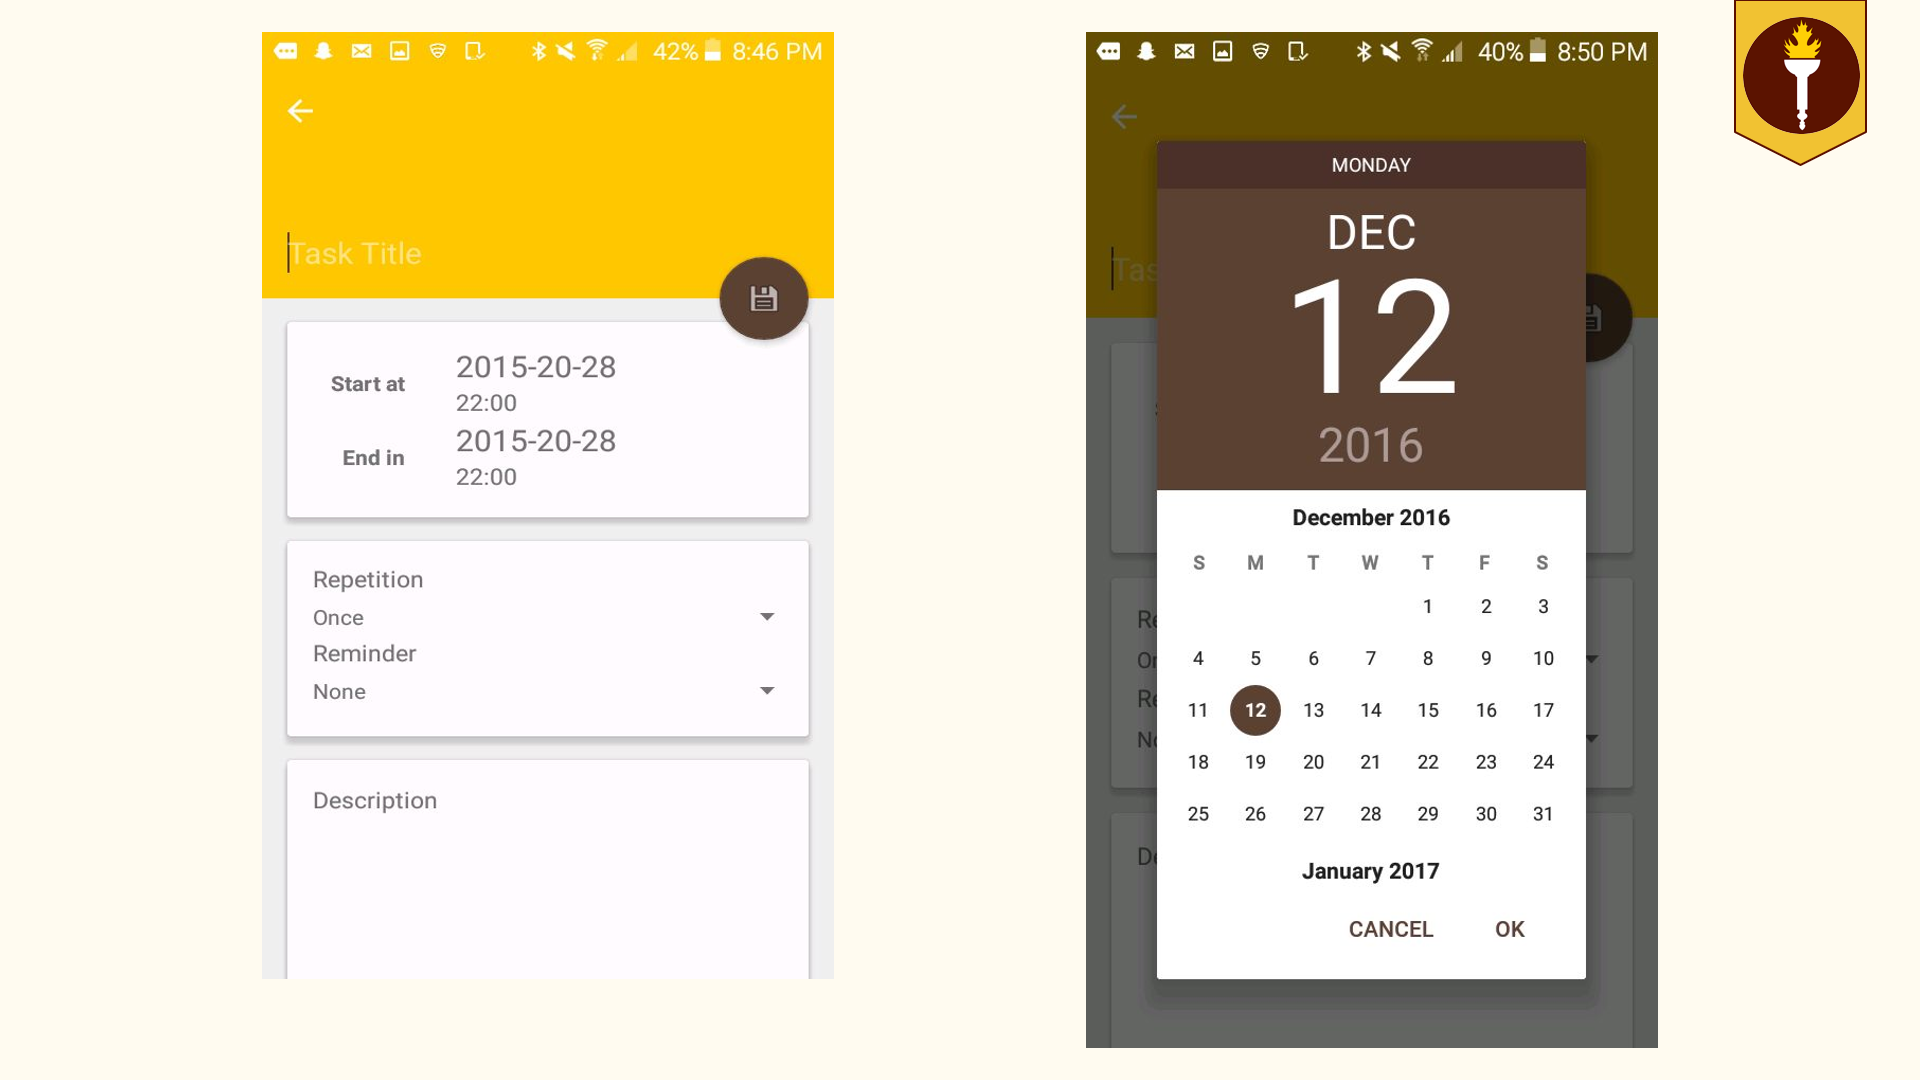 42% 8:46 PM
Task Title
Start at
2015-20-28
22:00
End in
2015-20-28
22:00
Repetition
Once
Reminder
None
Description
40% 8:50 PM
Tas
MONDAY
DEC
12
2016
December 2016
S M T W T F S
1 2 3
4 5 6 7 8 9 10
11 12 13 14 15 16 17
18 19 20 21 22 23 24
25 26 27 28 29 30 31
January 2017
CANCEL OK